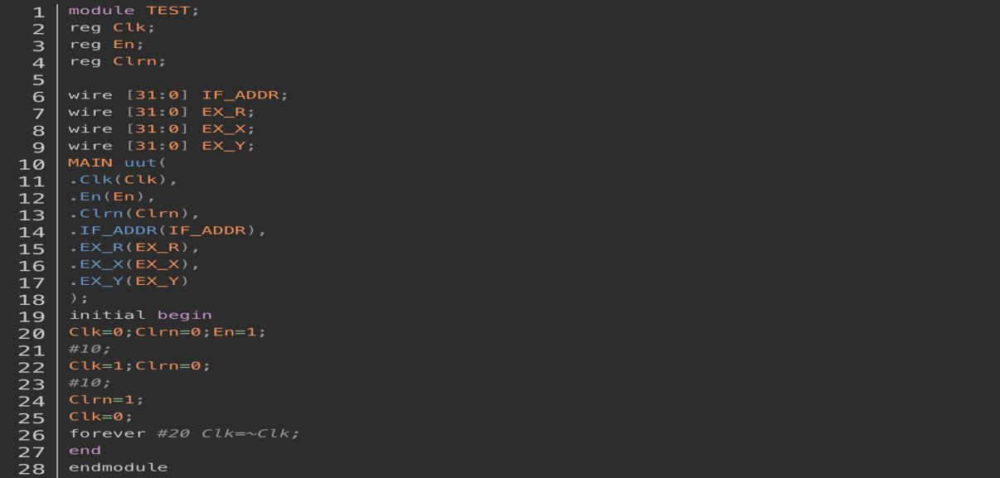 1 module TEST;
2 reg Clk;
3 reg En;
4 reg Clrn;
5
6 wire [31:0] IF_ADDR;
7 wire [31:0] EX_R;
8 wire [31:0] EX_X;
9 wire [31:0] EX_Y;
10 MAIN uut(
11 .Clk(Clk),
12 .En(En),
13 .Clrn(Clrn),
14 .IF_ADDR(IF_ADDR),
15 .EX_R(EX_R),
16 .EX_X(EX_X),
17 .EX_Y(EX_Y)
18 );
19 initial begin
20 Clk=0;Clrn=0;En=1;
21 #10;
22 Clk=1;Clrn=0;
23 #10;
24 Clrn=1;
25 Clk=0;
26 forever #20 Clk=~Clk;
27 end
28 endmodule